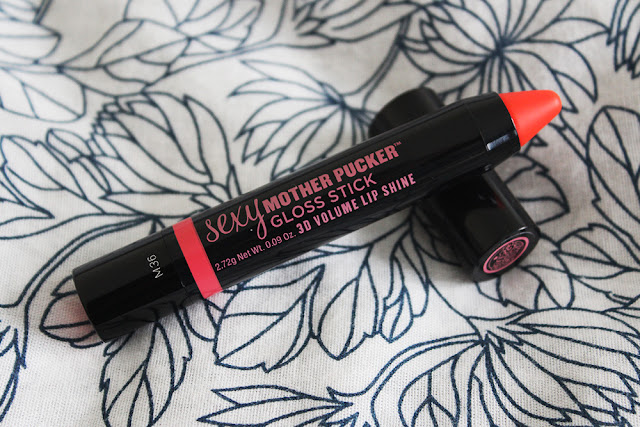 sexy MOTHER PUCKER™
GLOSS STICK
2.72g Net Wt. 0.09 Oz. 3D VOLUME LIP SHINE
M36